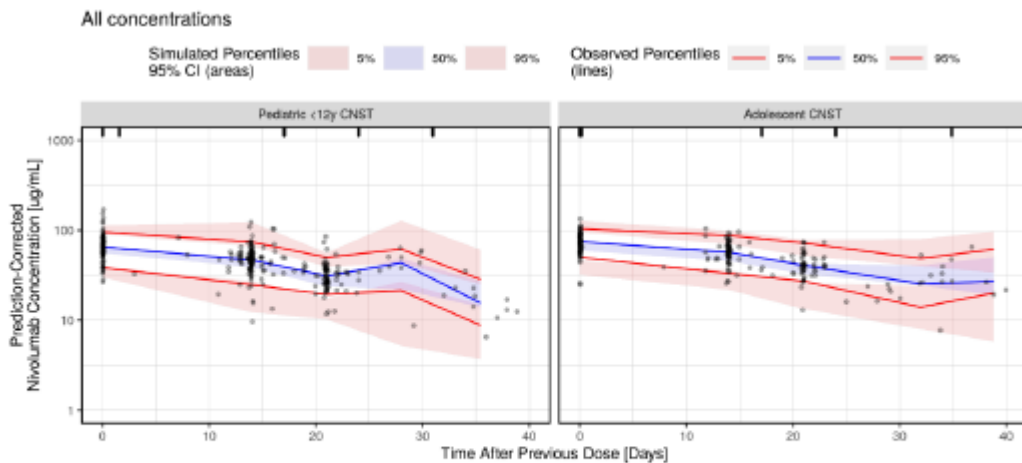 All concentrations
Simulated Percentiles
95% CI (areas)
5%
50%
95%
Observed Percentiles
(lines)
5%
50%
95%
Pediatric <12y CNST
Adolescent CNST
Prediction-Corrected
Nivolumab Concentration [ug/mL]
1000
100
10
1
0
10
20
30
40
0
10
20
30
40
Time After Previous Dose [Days]